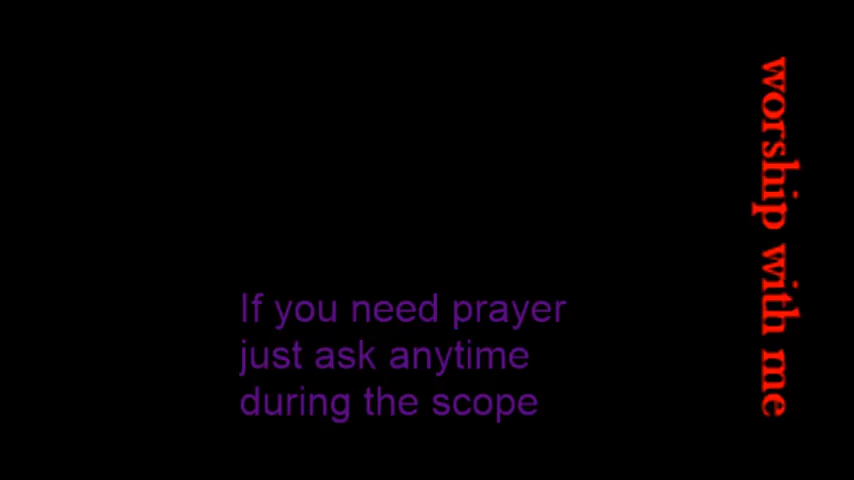 worship with me
If you need prayer
just ask anytime
during the scope